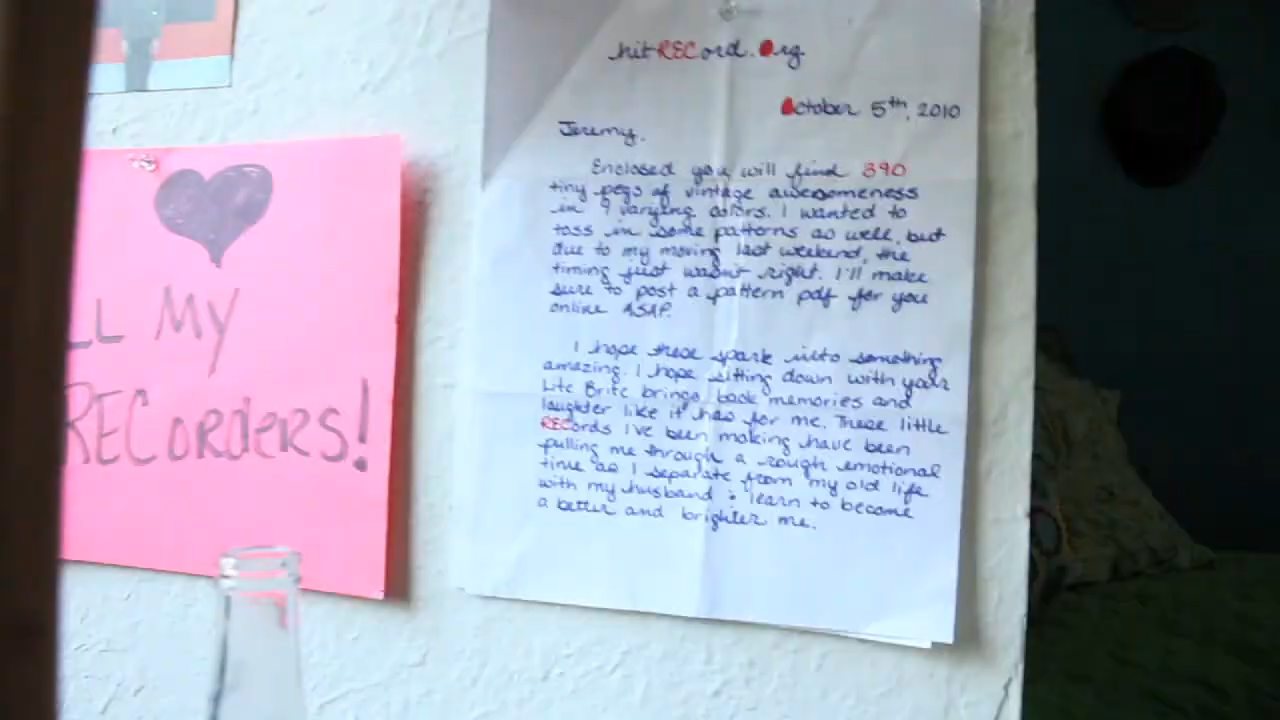 LL MY
RECORDERS!
hitRECord.Org
October 5th, 2010
Jeremy,
Enclosed you will find 390
tiny pegs of vintage awesomeness
in 9 varying colors. I wanted to
toss in some patterns as well, but
due to my moving last weekend, the
timing just wasn't right. I'll make
sure to post a pattern pdf for you
online ASAP.
I hope these spark into something
amazing. I hope sitting down with your
Lite Brite brings back memories and
laughter like it has for me. These little
RECords I've been making have been
pulling me through a rough emotional
time as I separate from my old life
with my husband & learn to become
a better and brighter me.